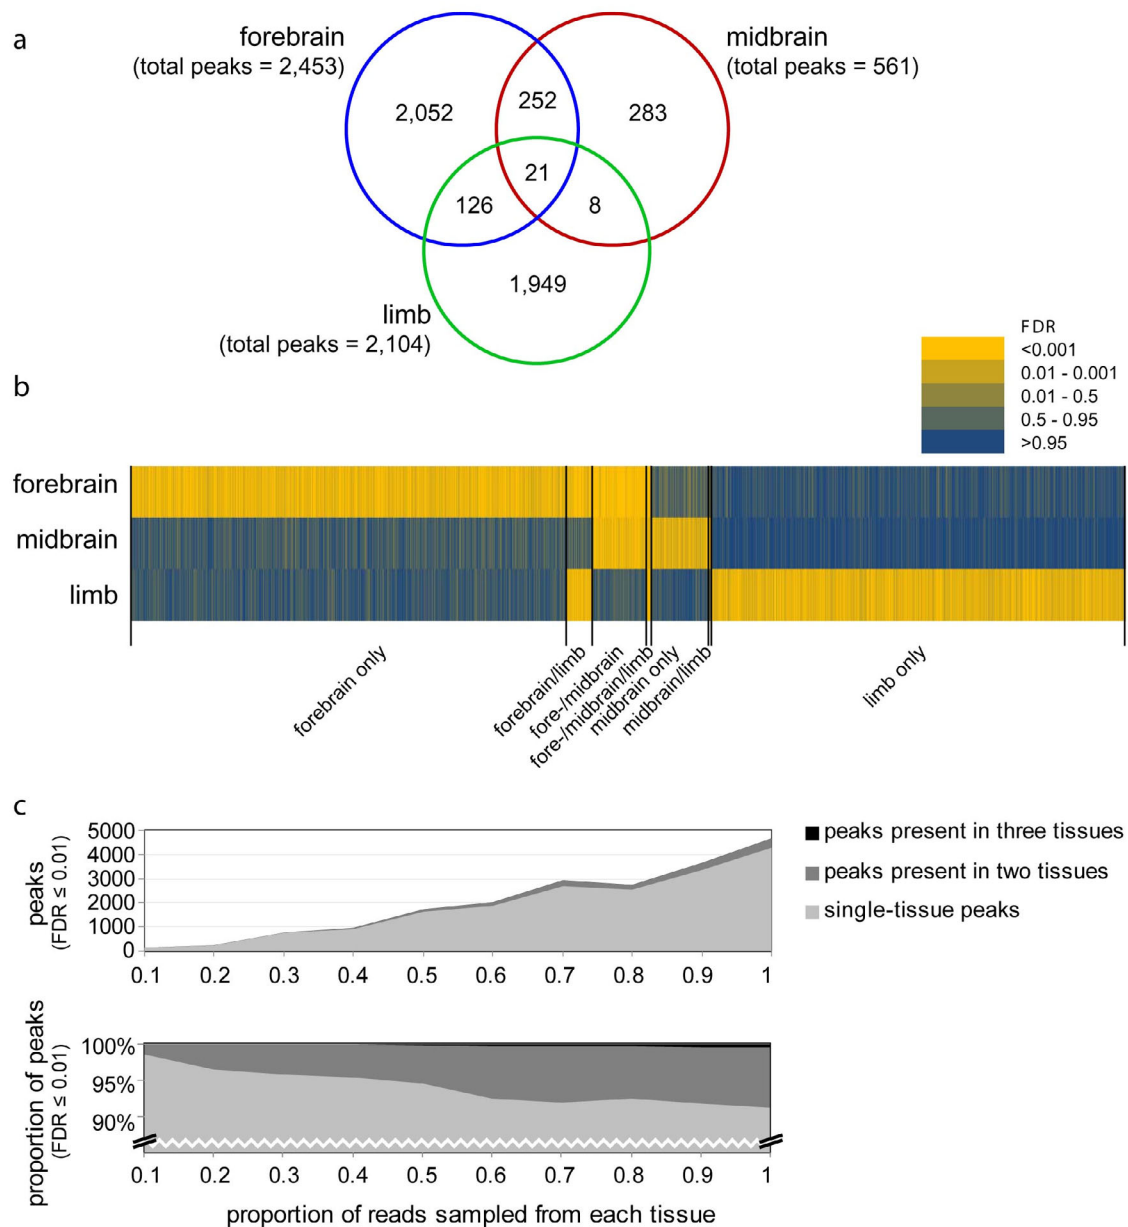 a
forebrain
(total peaks = 2,453)
midbrain
(total peaks = 561)
2,052
252
283
21
126
8
1,949
limb
(total peaks = 2,104)
FDR
<0.001
0.01 - 0.001
0.01 - 0.5
0.5 - 0.95
>0.95
b
forebrain
midbrain
limb
forebrain only
forebrain/limb
fore-/midbrain
fore-/midbrain/limb
midbrain only
midbrain/limb
limb only
c
peaks
(FDR ≤ 0.01)
5000
4000
3000
2000
1000
0
0.1 0.2 0.3 0.4 0.5 0.6 0.7 0.8 0.9 1
peaks present in three tissues
peaks present in two tissues
single-tissue peaks
proportion of peaks
(FDR ≤ 0.01)
100%
95%
90%
0.1 0.2 0.3 0.4 0.5 0.6 0.7 0.8 0.9 1
proportion of reads sampled from each tissue